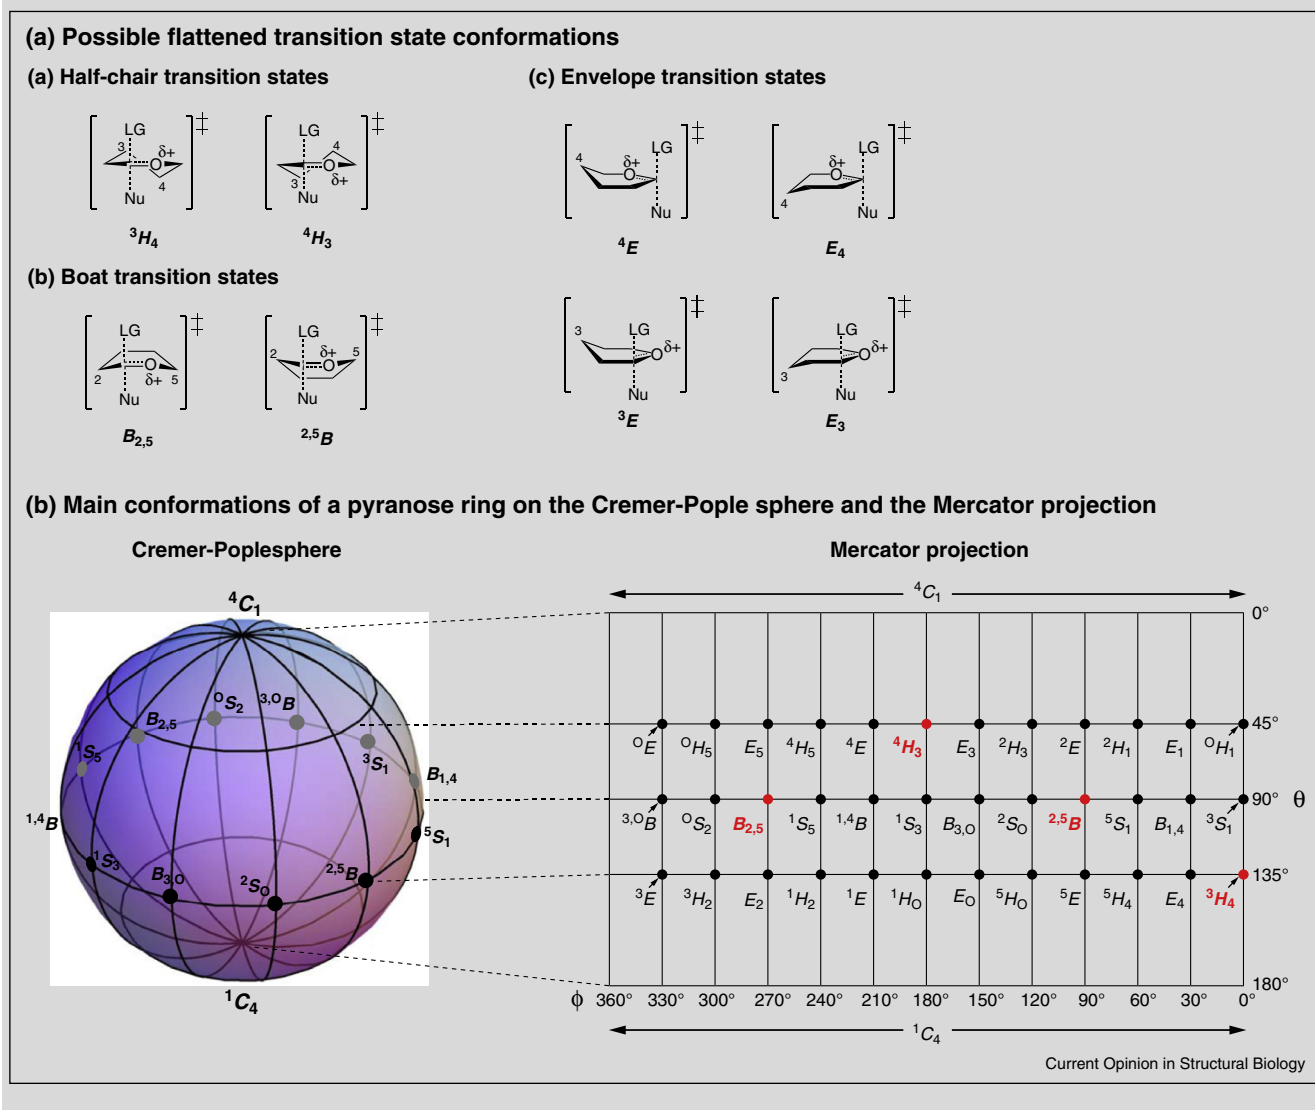 (a) Possible flattened transition state conformations
(a) Half-chair transition states
(c) Envelope transition states
LG
3
δ+
O
4
Nu
‡
³H₄
LG
4
O
3
δ+
Nu
‡
⁴H₃
4
δ+
O
LG
Nu
‡
⁴E
LG
δ+
O
4
Nu
‡
E₄
(b) Boat transition states
LG
O
2
δ+
5
Nu
‡
B₂,₅
LG
2
δ+
5
O
Nu
‡
²,⁵B
3
LG
O
δ+
Nu
‡
³E
LG
O
δ+
3
Nu
‡
E₃
(b) Main conformations of a pyranose ring on the Cremer-Pople sphere and the Mercator projection
Cremer-Poplesphere
⁴C₁
ᴼS₂
³,ᴼB
B₂,₅
¹S₅
³S₁
B₁,₄
¹,⁴B
⁵S₁
¹S₃
B₃,O
²SO
²,⁵B
¹C₄
Mercator projection
⁴C₁
0°
45°
ᴼE ᴼH₅ E₅ ⁴H₅ ⁴E ⁴H₃ E₃ ²H₃ ²E ²H₁ E₁ ᴼH₁
90° θ
³,ᴼB ᴼS₂ B₂,₅ ¹S₅ ¹,⁴B ¹S₃ B₃,O ²SO ²,⁵B ⁵S₁ B₁,₄ ³S₁
135°
³E ³H₂ E₂ ¹H₂ ¹E ¹HO EO ⁵HO ⁵E ⁵H₄ E₄ ³H₄
180°
ϕ 360° 330° 300° 270° 240° 210° 180° 150° 120° 90° 60° 30° 0°
¹C₄
Current Opinion in Structural Biology